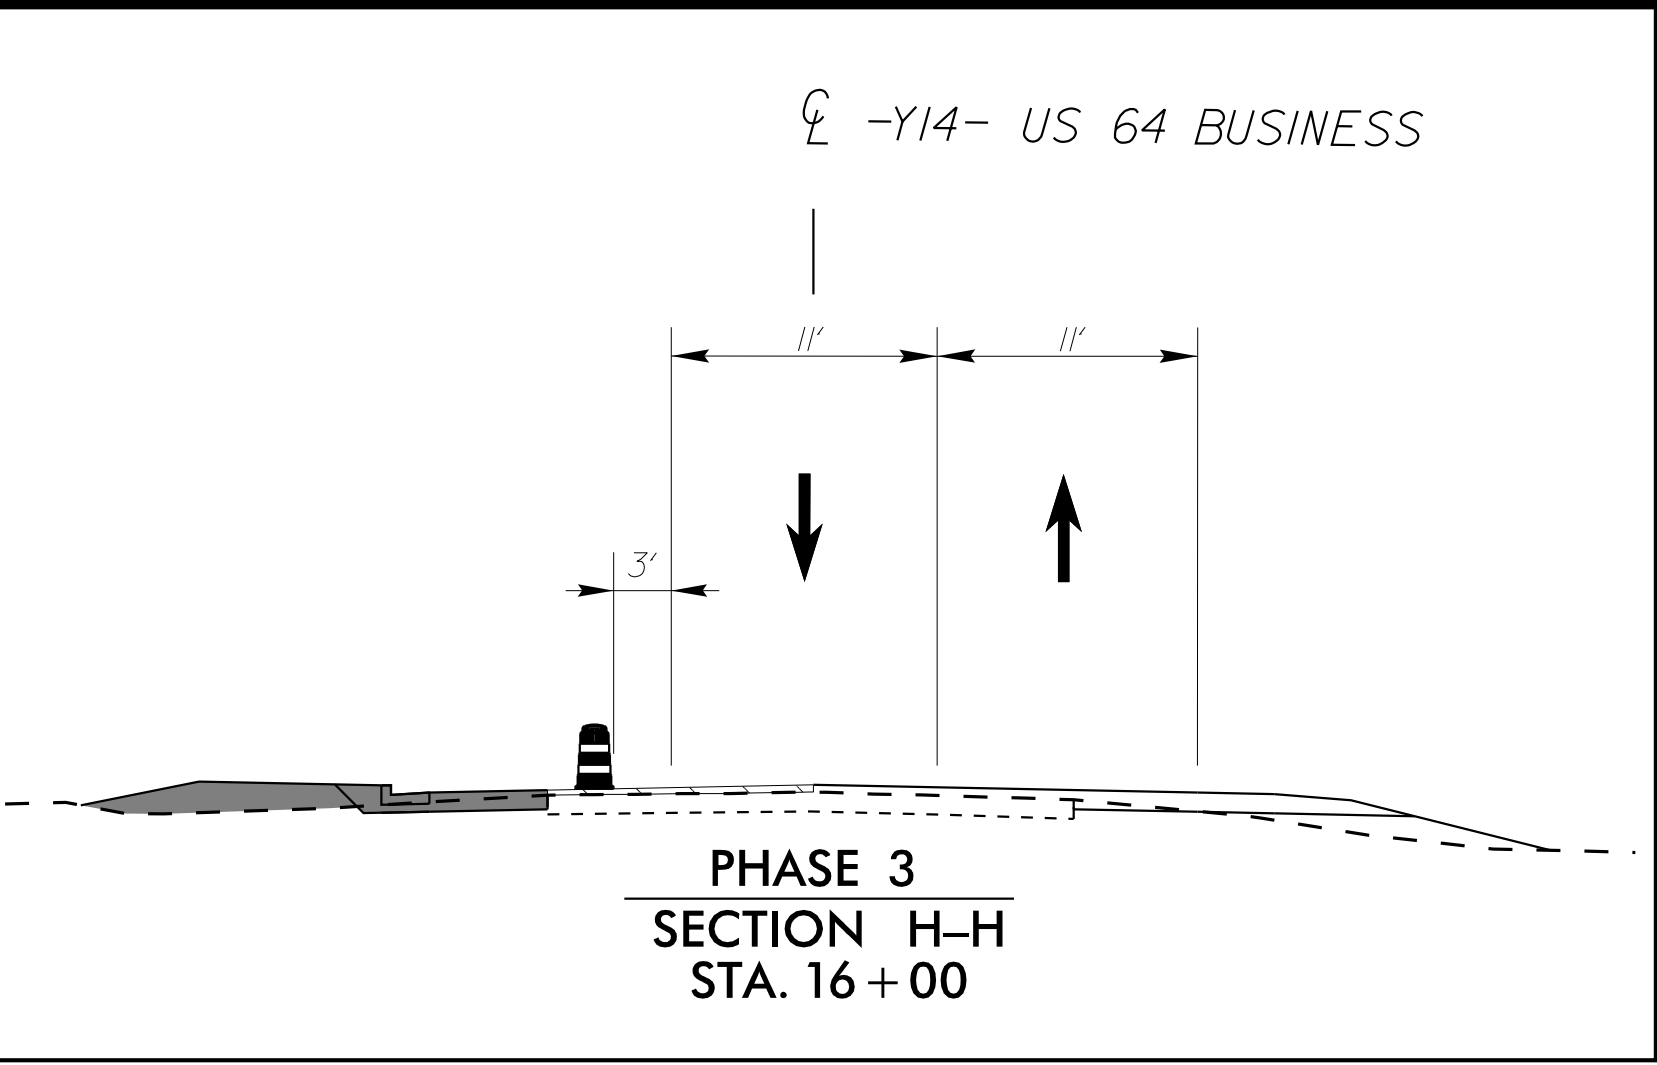 ℄ -Y14- US 64 BUSINESS
11' 11'
3'
PHASE 3
SECTION H-H
STA. 16+00